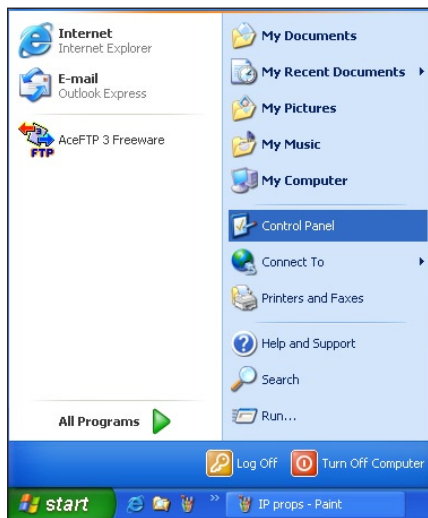 Internet
Internet Explorer
E-mail
Outlook Express
3
FTP
AceFTP 3 Freeware
All Programs
My Documents
My Recent Documents
My Pictures
My Music
My Computer
Control Panel
Connect To
Printers and Faxes
Help and Support
Search
Run...
Log Off
Turn Off Computer
start
IP props - Paint